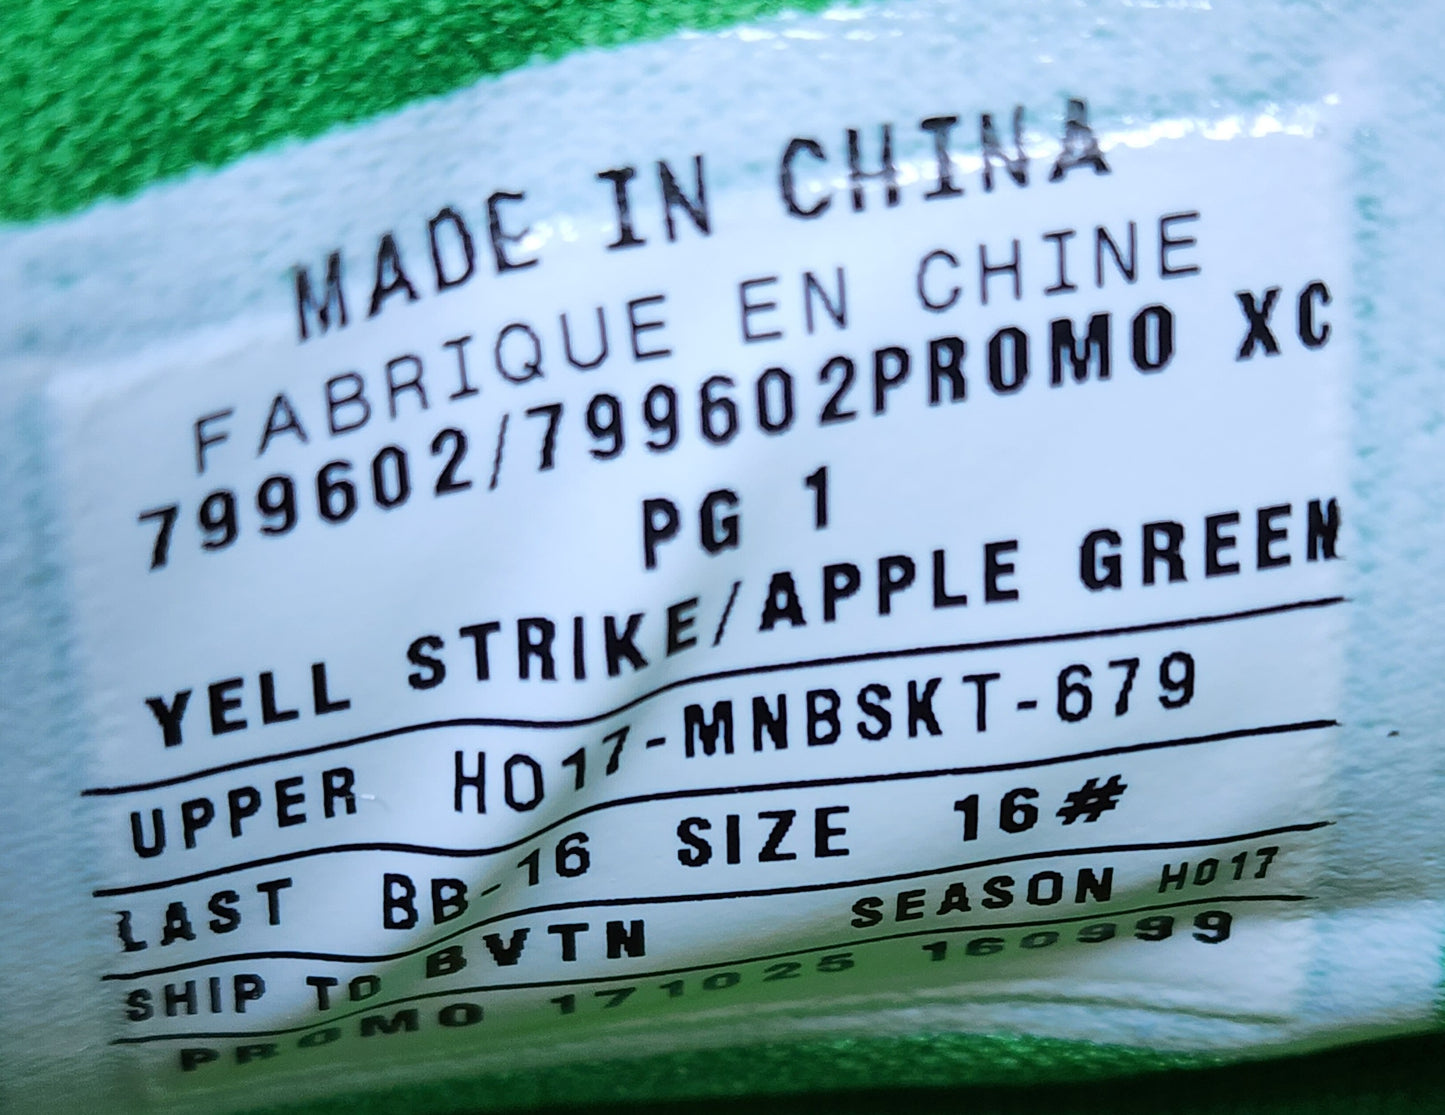 MADE IN CHINA
FABRIQUE EN CHINE
799602/799602PROMO XC
PG 1
YELL STRIKE/APPLE GREEN
UPPER HO17-MNBSKT-679
LAST BB-16 SIZE 16#
SHIP TO BVTN SEASON HO17
PROMO 171025 160999